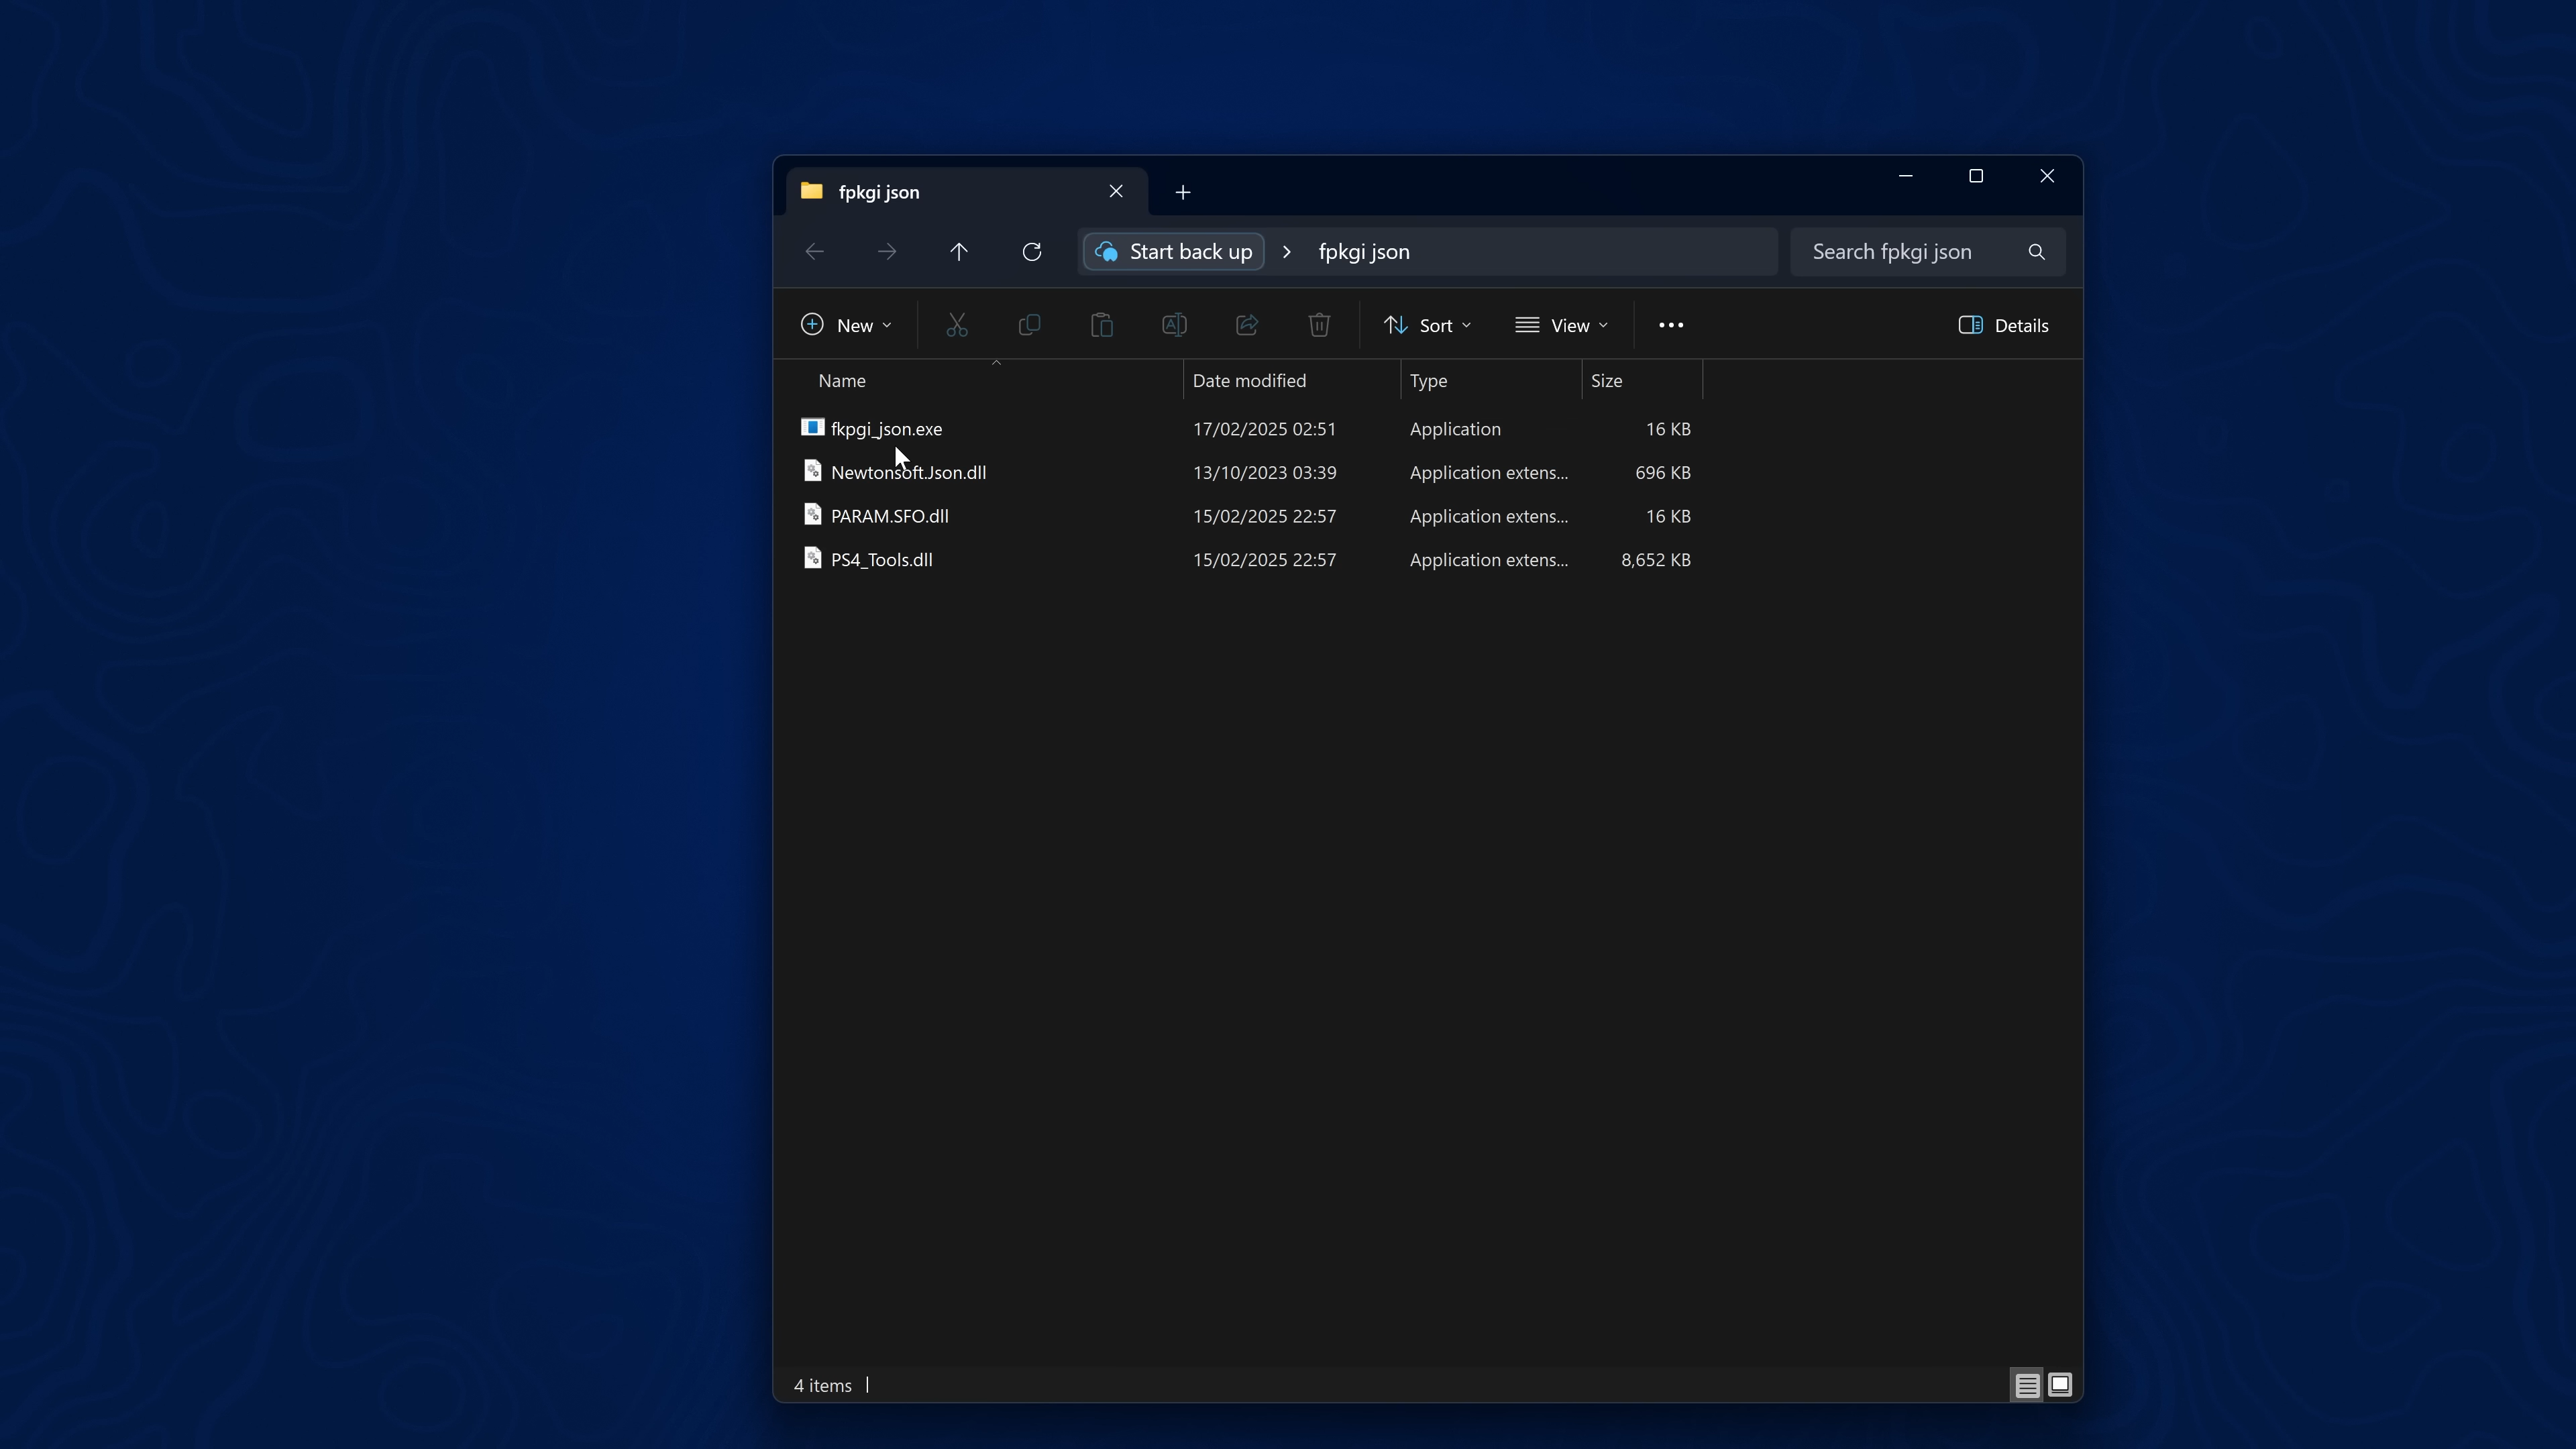 fpkgi json
Start back up > fpkgi json
Search fpkgi json
New
Sort
View
Details
Name Date modified Type Size
fkpgi_json.exe 17/02/2025 02:51 Application 16 KB
Newtonsoft.Json.dll 13/10/2023 03:39 Application extens... 696 KB
PARAM.SFO.dll 15/02/2025 22:57 Application extens... 16 KB
PS4_Tools.dll 15/02/2025 22:57 Application extens... 8,652 KB
4 items